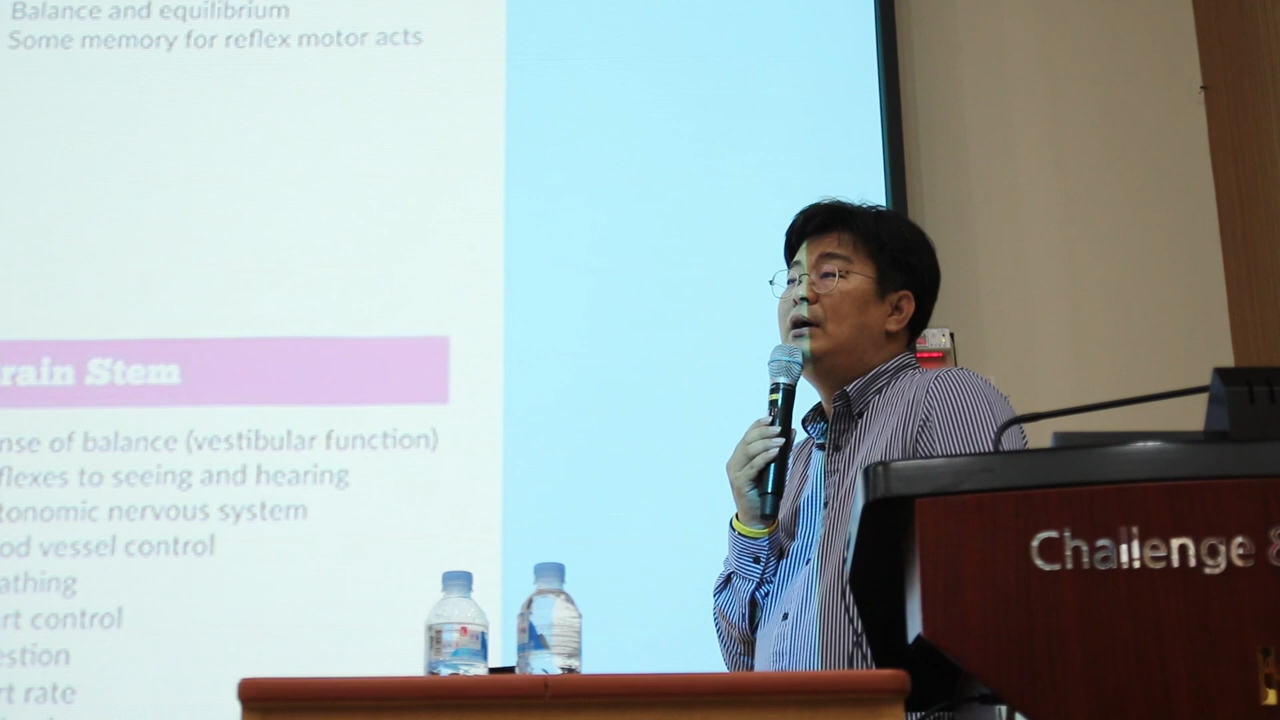 Balance and equilibrium
Some memory for reflex motor acts
rain Stem
nse of balance (vestibular function)
flexes to seeing and hearing
tonomic nervous system
od vessel control
athing
rt control
estion
rt rate
Challenge &